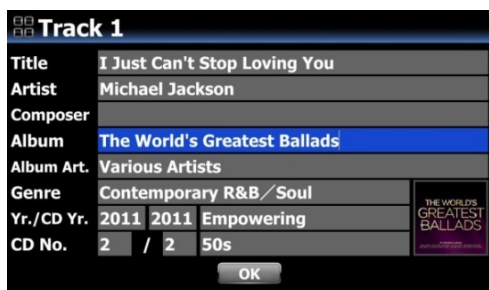 Track 1
Title I Just Can't Stop Loving You
Artist Michael Jackson
Composer
Album The World's Greatest Ballads
Album Art. Various Artists
Genre Contemporary R&B／Soul
Yr./CD Yr. 2011 2011 Empowering
CD No. 2 / 2 50s
THE WORLD'S
GREATEST
BALLADS
OK